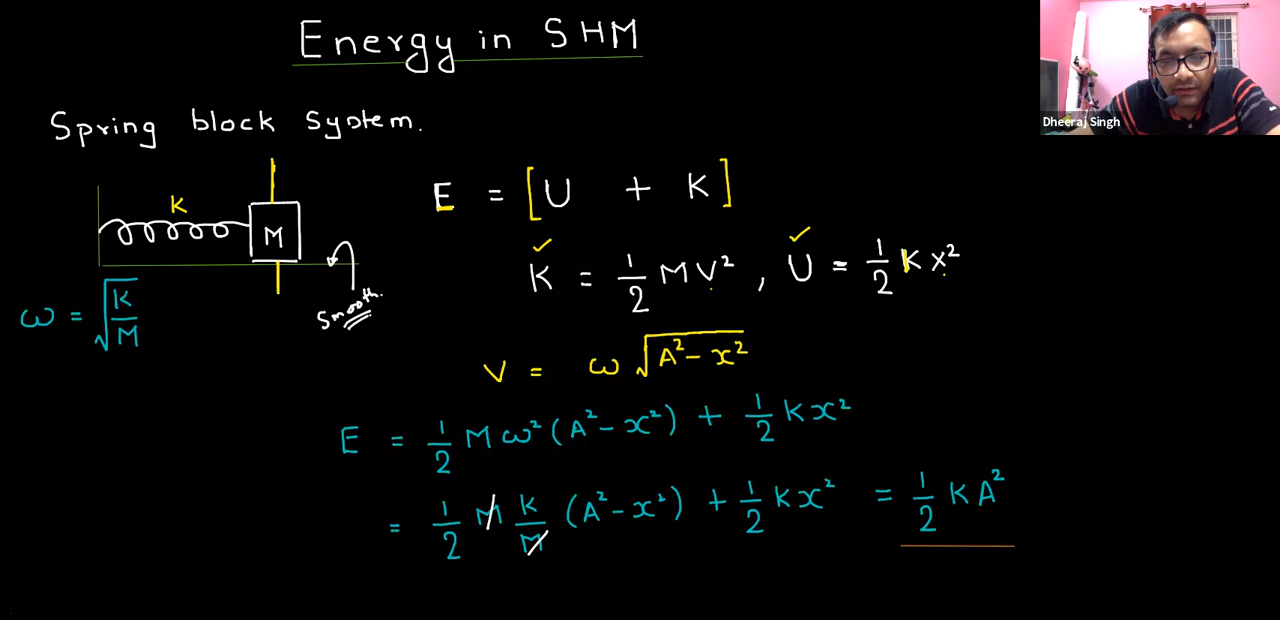 Energy in SHM
Dheeraj Singh
Spring block System.
K
M
Smooth.
ω = √(K/M)
E = [U + K]
K = 1/2 MV², U = 1/2 Kx²
V = ω √(A² - x²)
E = 1/2 Mω² (A² - x²) + 1/2 Kx²
= 1/2 M K/M (A² - x²) + 1/2 Kx² = 1/2 KA²